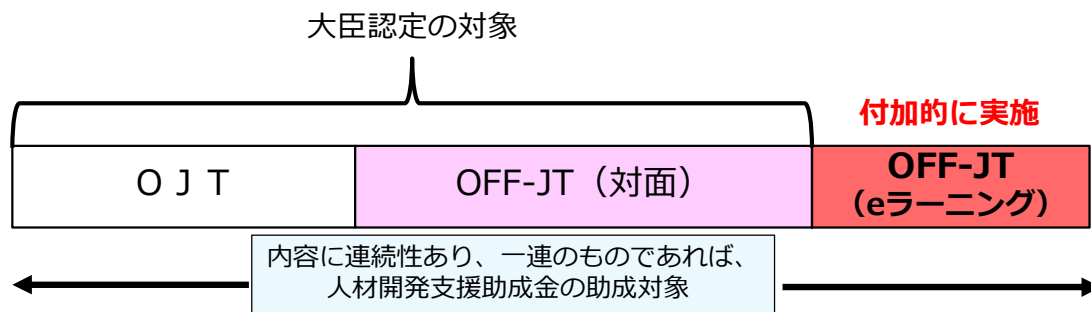 大臣認定の対象
付加的に実施
ＯＪＴ
OFF-JT（対面）
OFF-JT
（eラーニング）
内容に連続性あり、一連のものであれば、
人材開発支援助成金の助成対象